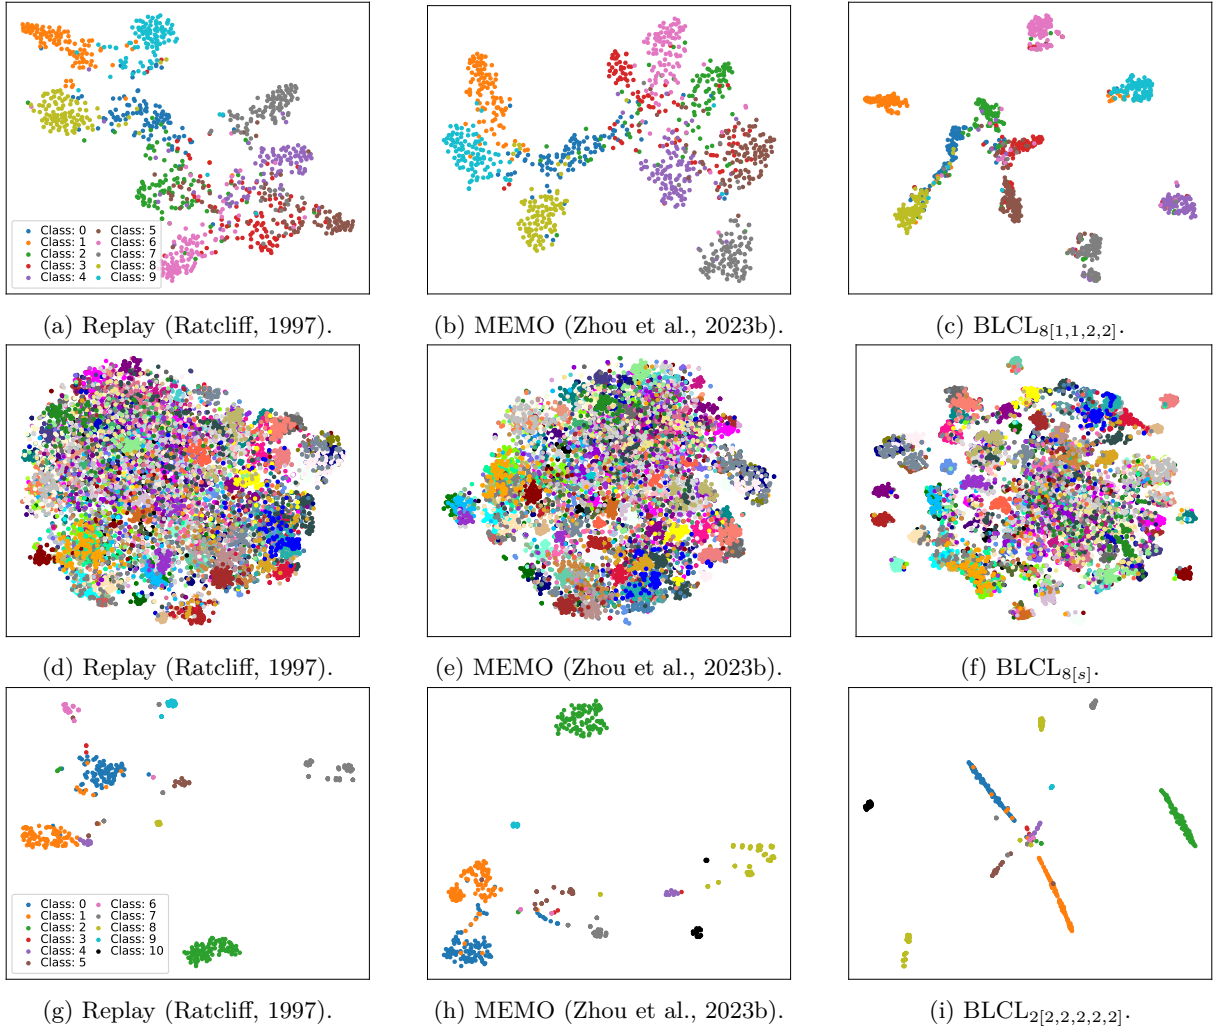 Class: 0
Class: 1
Class: 2
Class: 3
Class: 4
Class: 5
Class: 6
Class: 7
Class: 8
Class: 9
(a) Replay (Ratcliff, 1997).
(b) MEMO (Zhou et al., 2023b).
(c) BLCL8[1,1,2,2].
(d) Replay (Ratcliff, 1997).
(e) MEMO (Zhou et al., 2023b).
(f) BLCL8[s].
Class: 0
Class: 1
Class: 2
Class: 3
Class: 4
Class: 5
Class: 6
Class: 7
Class: 8
Class: 9
Class: 10
(g) Replay (Ratcliff, 1997).
(h) MEMO (Zhou et al., 2023b).
(i) BLCL2[2,2,2,2,2].